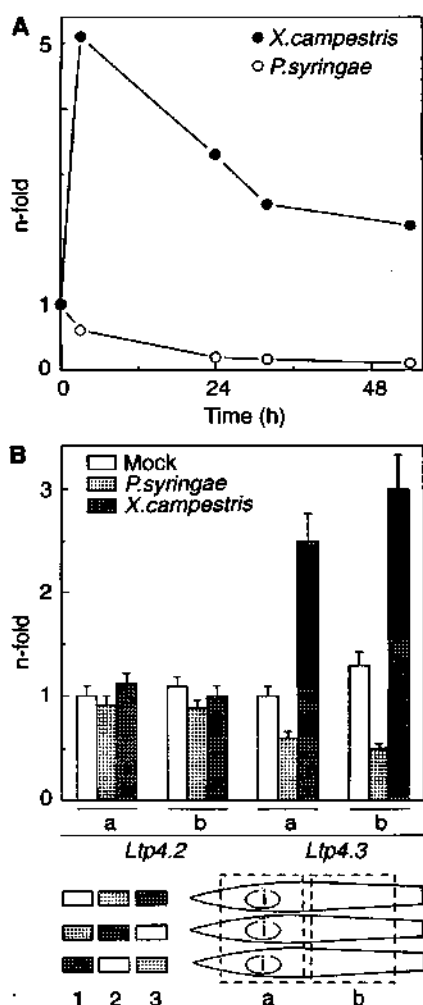 A
X.campestris
P.syringae
5
1
0
n-fold
0 24 48
Time (h)
B
Mock
P.syringae
X.campestris
3
2
1
0
n-fold
a b a b
Ltp4.2 Ltp4.3
i
i
i
1 2 3 a b